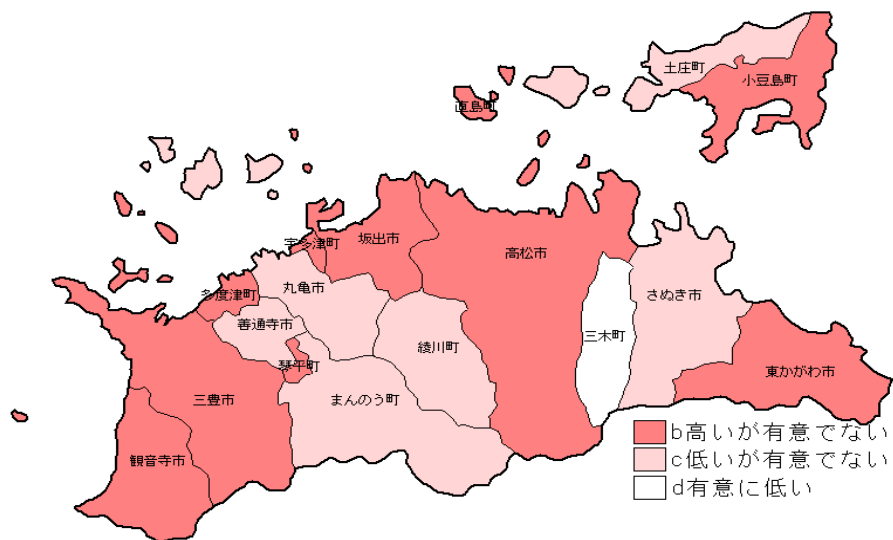 土庄町
小豆島町
直島町
宇多津町
坂出市
高松市
丸亀市
多度津町
さぬき市
善通寺市
三木町
綾川町
琴平町
東かがわ市
まんのう町
三豊市
観音寺市
b高いが有意でない
c低いが有意でない
d有意に低い